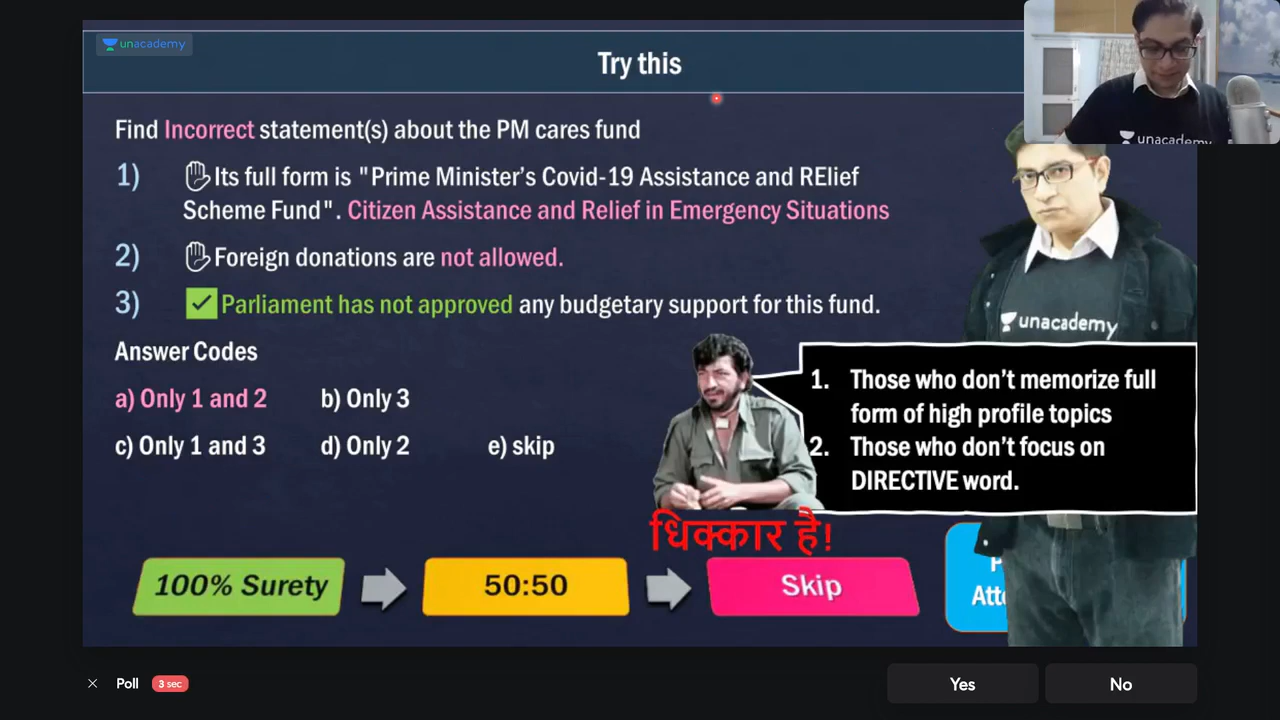 unacademy
Try this
unacademy
Find Incorrect statement(s) about the PM cares fund
1) Its full form is "Prime Minister's Covid-19 Assistance and RElief
Scheme Fund". Citizen Assistance and Relief in Emergency Situations
2) Foreign donations are not allowed.
3) Parliament has not approved any budgetary support for this fund.
unacademy
Answer Codes
a) Only 1 and 2 b) Only 3
c) Only 1 and 3 d) Only 2 e) skip
1. Those who don't memorize full
form of high profile topics
2. Those who don't focus on
DIRECTIVE word.
धिक्कार है!
100% Surety
50:50
Skip
Poll 3 sec
Yes
No